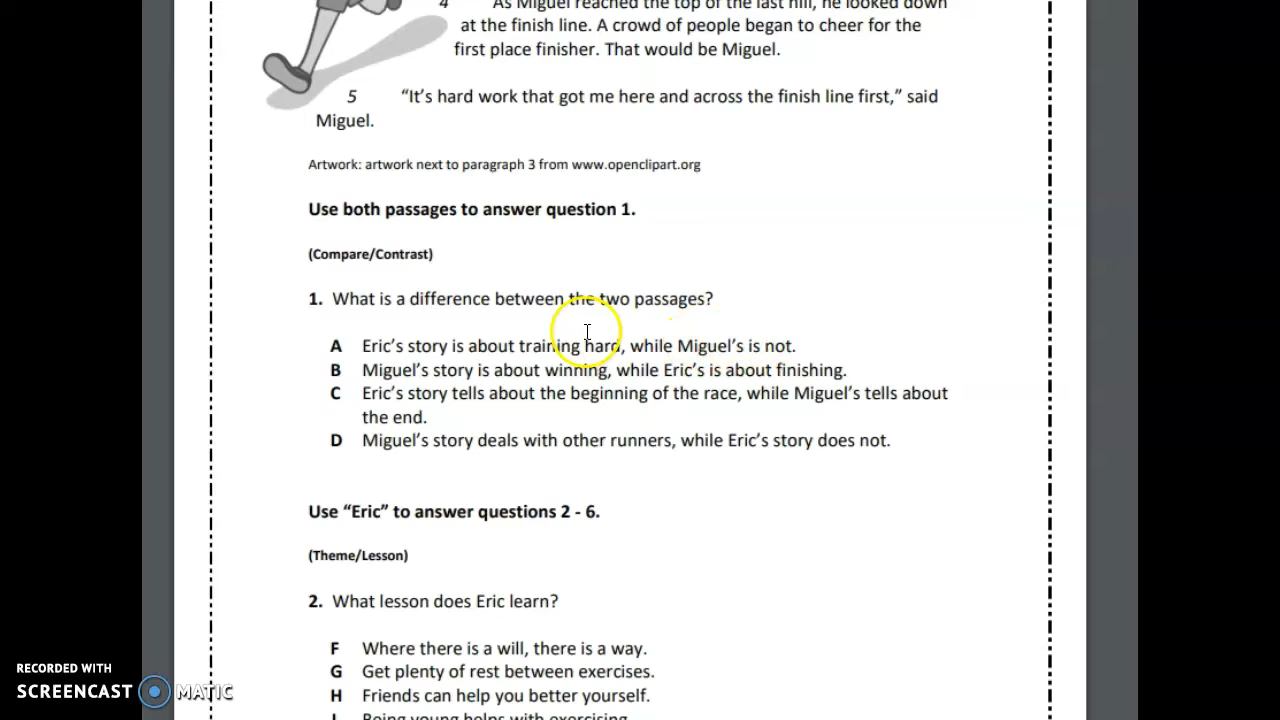 4 As Miguel reached the top of the last hill, he looked down
at the finish line. A crowd of people began to cheer for the
first place finisher. That would be Miguel.
5 “It’s hard work that got me here and across the finish line first,” said
Miguel.
Artwork: artwork next to paragraph 3 from www.openclipart.org
Use both passages to answer question 1.
(Compare/Contrast)
1. What is a difference between the two passages?
A Eric’s story is about training hard, while Miguel’s is not.
B Miguel’s story is about winning, while Eric’s is about finishing.
C Eric’s story tells about the beginning of the race, while Miguel’s tells about
the end.
D Miguel’s story deals with other runners, while Eric’s story does not.
Use “Eric” to answer questions 2 - 6.
(Theme/Lesson)
2. What lesson does Eric learn?
F Where there is a will, there is a way.
G Get plenty of rest between exercises.
H Friends can help you better yourself.
I Being young helps with exercising.
RECORDED WITH
SCREENCAST MATIC